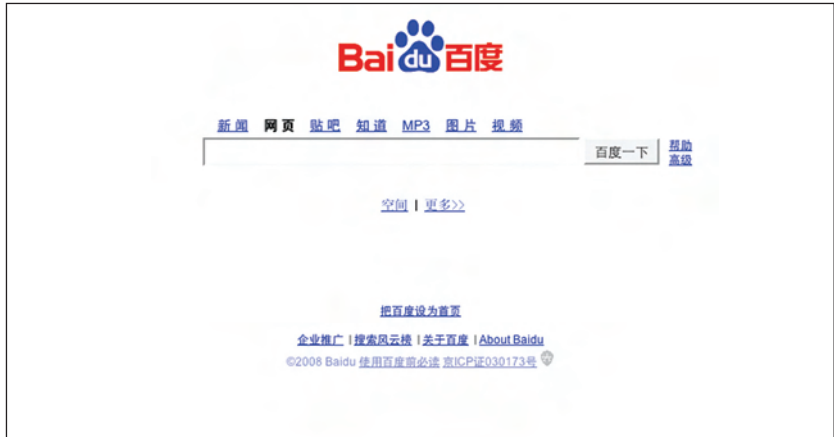 Bai du 百度
新闻 网页 贴吧 知道 MP3 图片 视频
百度一下 帮助
高级
空间 | 更多>>
把百度设为首页
企业推广 | 搜索风云榜 | 关于百度 | About Baidu
©2008 Baidu 使用百度前必读 京ICP证030173号